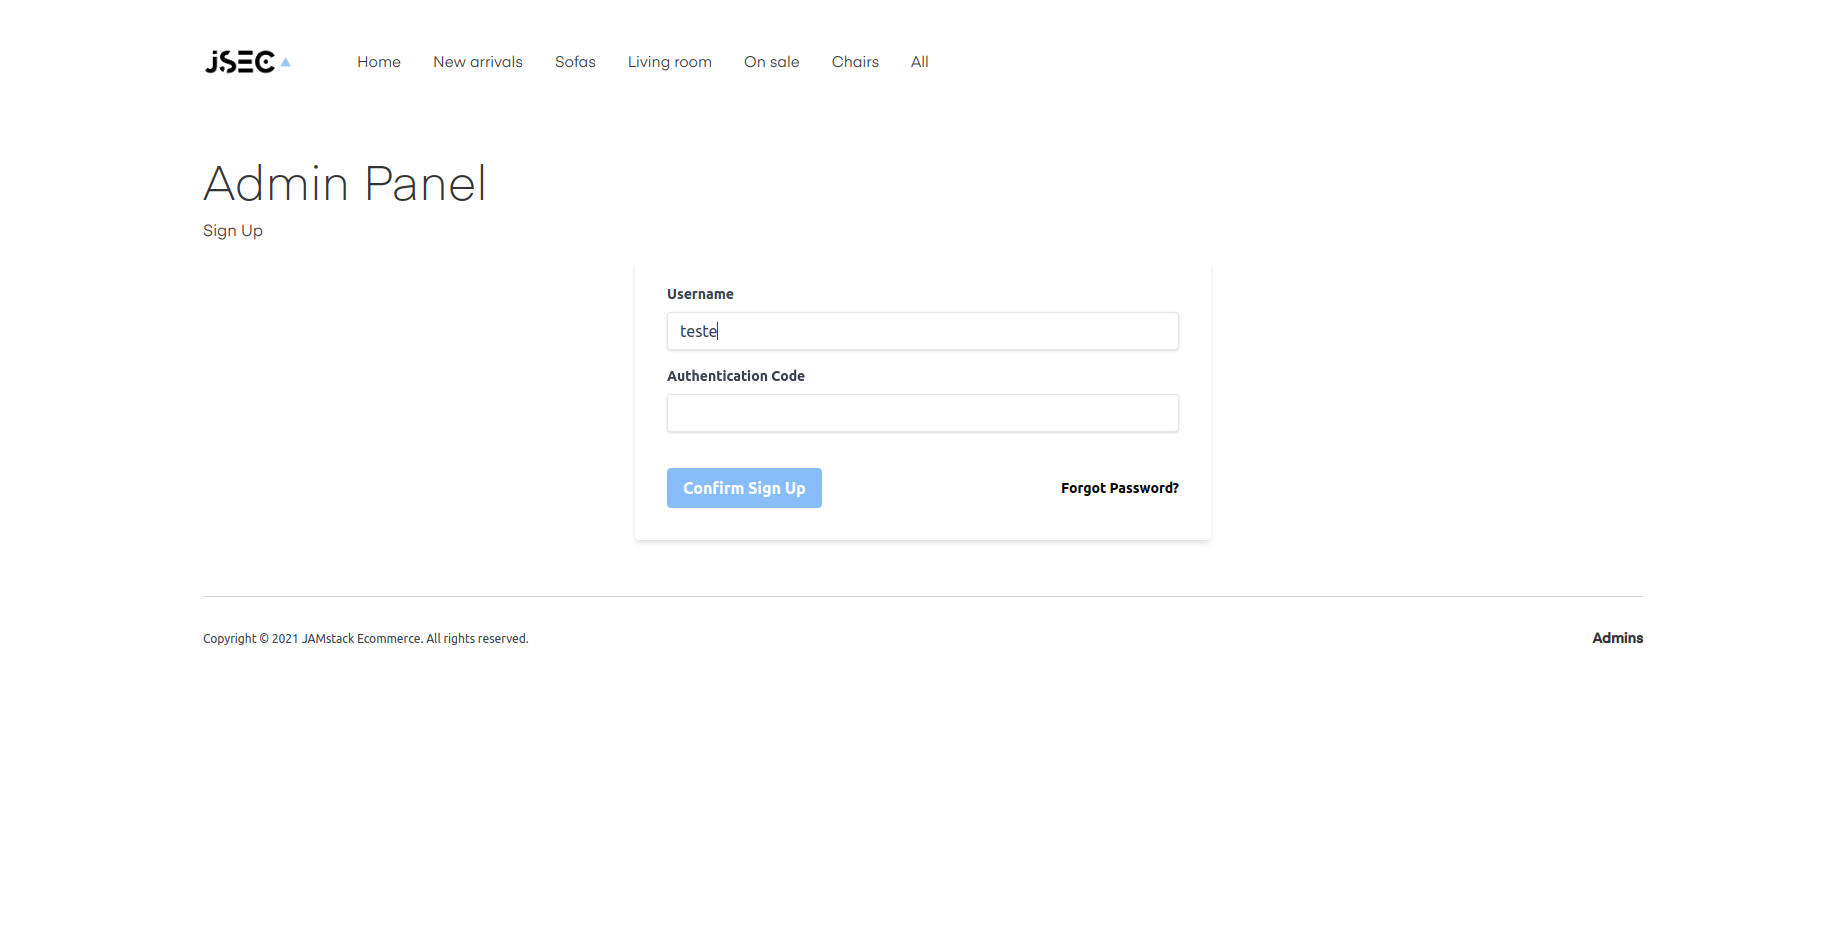 JSEC Home New arrivals Sofas Living room On sale Chairs All
Admin Panel
Sign Up
Username
teste
Authentication Code
Confirm Sign Up Forgot Password?
Copyright © 2021 JAMstack Ecommerce. All rights reserved. Admins